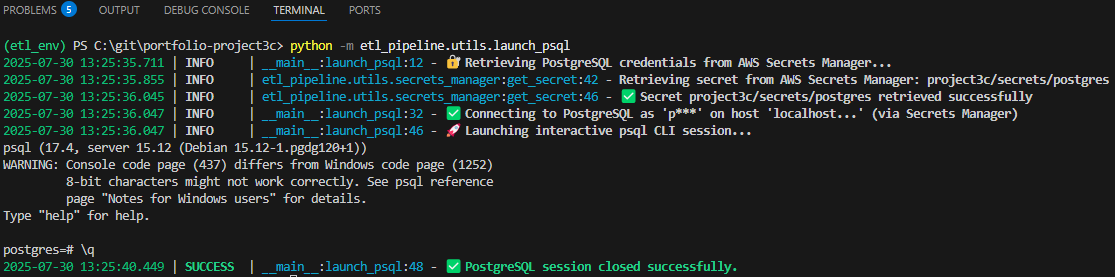 PROBLEMS 5 OUTPUT DEBUG CONSOLE TERMINAL PORTS
(etl_env) PS C:\git\portfolio-project3c> python -m etl_pipeline.utils.launch_psql
2025-07-30 13:25:35.711 | INFO     | __main__:launch_psql:12 - 🔐 Retrieving PostgreSQL credentials from AWS Secrets Manager...
2025-07-30 13:25:35.855 | INFO     | etl_pipeline.utils.secrets_manager:get_secret:42 - Retrieving secret from AWS Secrets Manager: project3c/secrets/postgres
2025-07-30 13:25:36.045 | INFO     | etl_pipeline.utils.secrets_manager:get_secret:46 - ✅ Secret project3c/secrets/postgres retrieved successfully
2025-07-30 13:25:36.047 | INFO     | __main__:launch_psql:32 - ✅ Connecting to PostgreSQL as 'p***' on host 'localhost...' (via Secrets Manager)
2025-07-30 13:25:36.047 | INFO     | __main__:launch_psql:46 - 🚀 Launching interactive psql CLI session...
psql (17.4, server 15.12 (Debian 15.12-1.pgdg120+1))
WARNING: Console code page (437) differs from Windows code page (1252)
         8-bit characters might not work correctly. See psql reference
         page "Notes for Windows users" for details.
Type "help" for help.
postgres=# \q
2025-07-30 13:25:40.449 | SUCCESS  | __main__:launch_psql:48 - ✅ PostgreSQL session closed successfully.